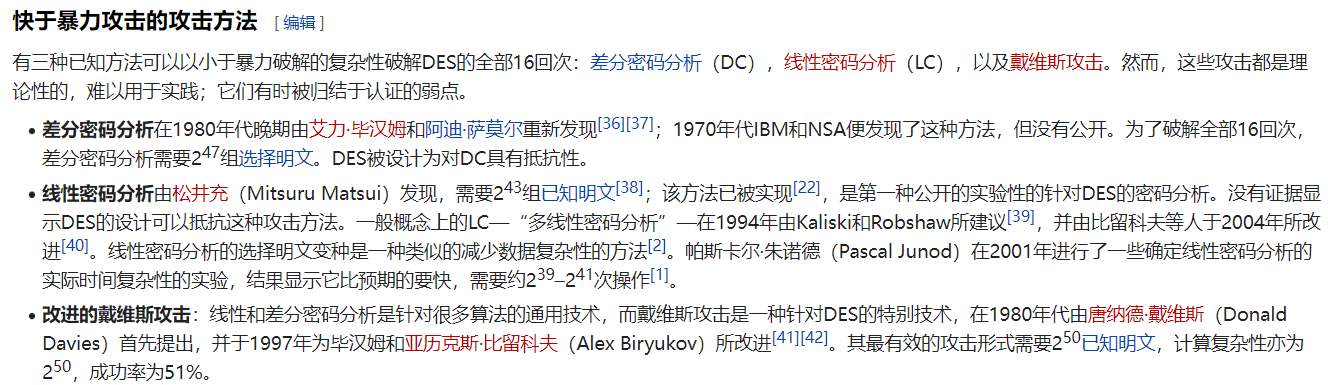 快于暴力攻击的攻击方法 [ 编辑 ]
有三种已知方法可以以小于暴力破解的复杂性破解DES的全部16回次：差分密码分析（DC），线性密码分析（LC），以及戴维斯攻击。然而，这些攻击都是理
论性的，难以用于实践；它们有时被归结于认证的弱点。
• 差分密码分析在1980年代晚期由艾力·毕汉姆和阿迪·萨莫尔重新发现[36][37]；1970年代IBM和NSA便发现了这种方法，但没有公开。为了破解全部16回次，
差分密码分析需要2^47组选择明文。DES被设计为对DC具有抵抗性。
• 线性密码分析由松井充（Mitsuru Matsui）发现，需要2^43组已知明文[38]；该方法已被实现[22]，是第一种公开的实验性的针对DES的密码分析。没有证据显
示DES的设计可以抵抗这种攻击方法。一般概念上的LC—“多线性密码分析”—在1994年由Kaliski和Robshaw所建议[39]，并由比留科夫等人于2004年所改
进[40]。线性密码分析的选择明文变种是一种类似的减少数据复杂性的方法[2]。帕斯卡尔·朱诺德（Pascal Junod）在2001年进行了一些确定线性密码分析的
实际时间复杂性的实验，结果显示它比预期的要快，需要约2^39–2^41次操作[1]。
• 改进的戴维斯攻击：线性和差分密码分析是针对很多算法的通用技术，而戴维斯攻击是一种针对DES的特别技术，在1980年代由唐纳德·戴维斯（Donald
Davies）首先提出，并于1997年为毕汉姆和亚历克斯·比留科夫（Alex Biryukov）所改进[41][42]。其最有效的攻击形式需要2^50已知明文，计算复杂性亦为
2^50，成功率为51%。